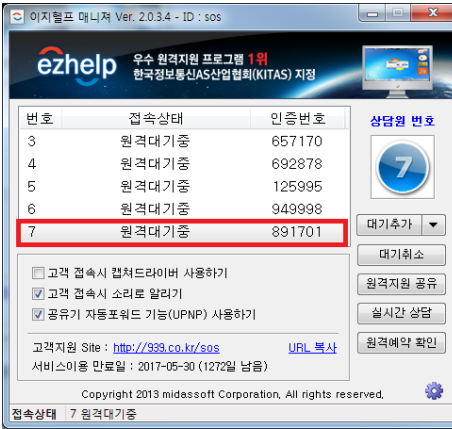 이지헬프 매니져 Ver. 2.0.3.4 - ID : sos
ezhelp
우수 원격지원 프로그램 1위
한국정보통신AS산업협회(KITAS) 지정
번호 접속상태 인증번호
3 원격대기중 657170
4 원격대기중 692878
5 원격대기중 125995
6 원격대기중 949998
7 원격대기중 891701
상담원 번호
7
대기추가
대기취소
원격지원 공유
실시간 상담
원격예약 확인
고객 접속시 캡쳐드라이버 사용하기
고객 접속시 소리로 알리기
공유기 자동포워드 기능(UPNP) 사용하기
고객지원 Site : http://939.co.kr/sos URL 복사
서비스이용 만료일 : 2017-05-30 (1272일 남음)
Copyright 2013 midassoft Corporation, All rights reserved,
접속상태 7 원격대기중